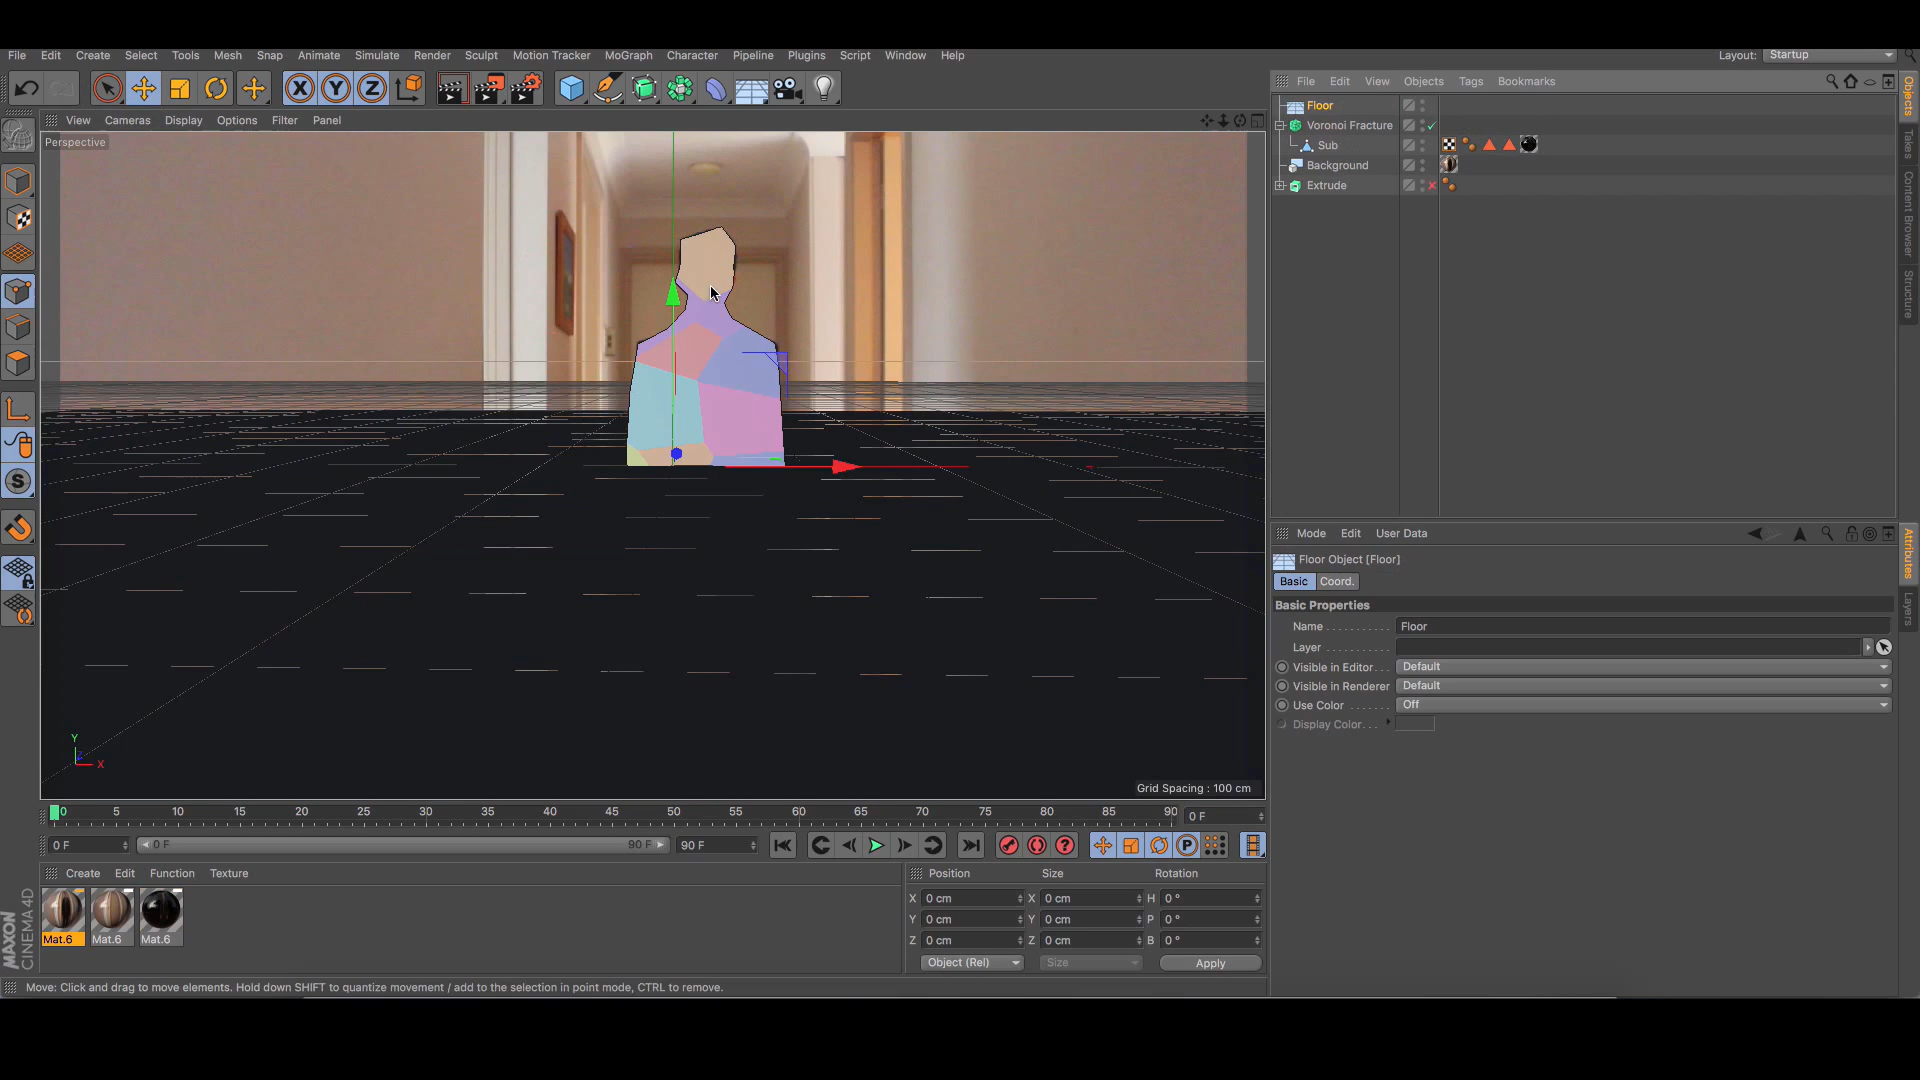 File Edit Create Select Tools Mesh Snap Animate Simulate Render Sculpt Motion Tracker MoGraph Character Pipeline Plugins Script Window Help
Layout: Startup
X Y Z
File Edit View Objects Tags Bookmarks
View Cameras Display Options Filter Panel
Perspective
Floor
Voronoi Fracture
Sub
Background
Extrude
Objects
Takes
Content Browser
Structure
S
Mode Edit User Data
Floor Object [Floor]
Basic Coord.
Basic Properties
Name Floor
Layer
Visible in Editor Default
Visible in Renderer Default
Use Color Off
Display Color
Attributes
Layers
Y
Z
X
Grid Spacing : 100 cm
0 5 10 15 20 25 30 35 40 45 50 55 60 65 70 75 80 85 90 0 F
0 F 0 F 90 F 90 F
P
Create Edit Function Texture
Mat.6 Mat.6 Mat.6
Position Size Rotation
X 0 cm X 0 cm H 0 °
Y 0 cm Y 0 cm P 0 °
Z 0 cm Z 0 cm B 0 °
Object (Rel) Size Apply
MAXON
CINEMA 4D
Move: Click and drag to move elements. Hold down SHIFT to quantize movement / add to the selection in point mode, CTRL to remove.